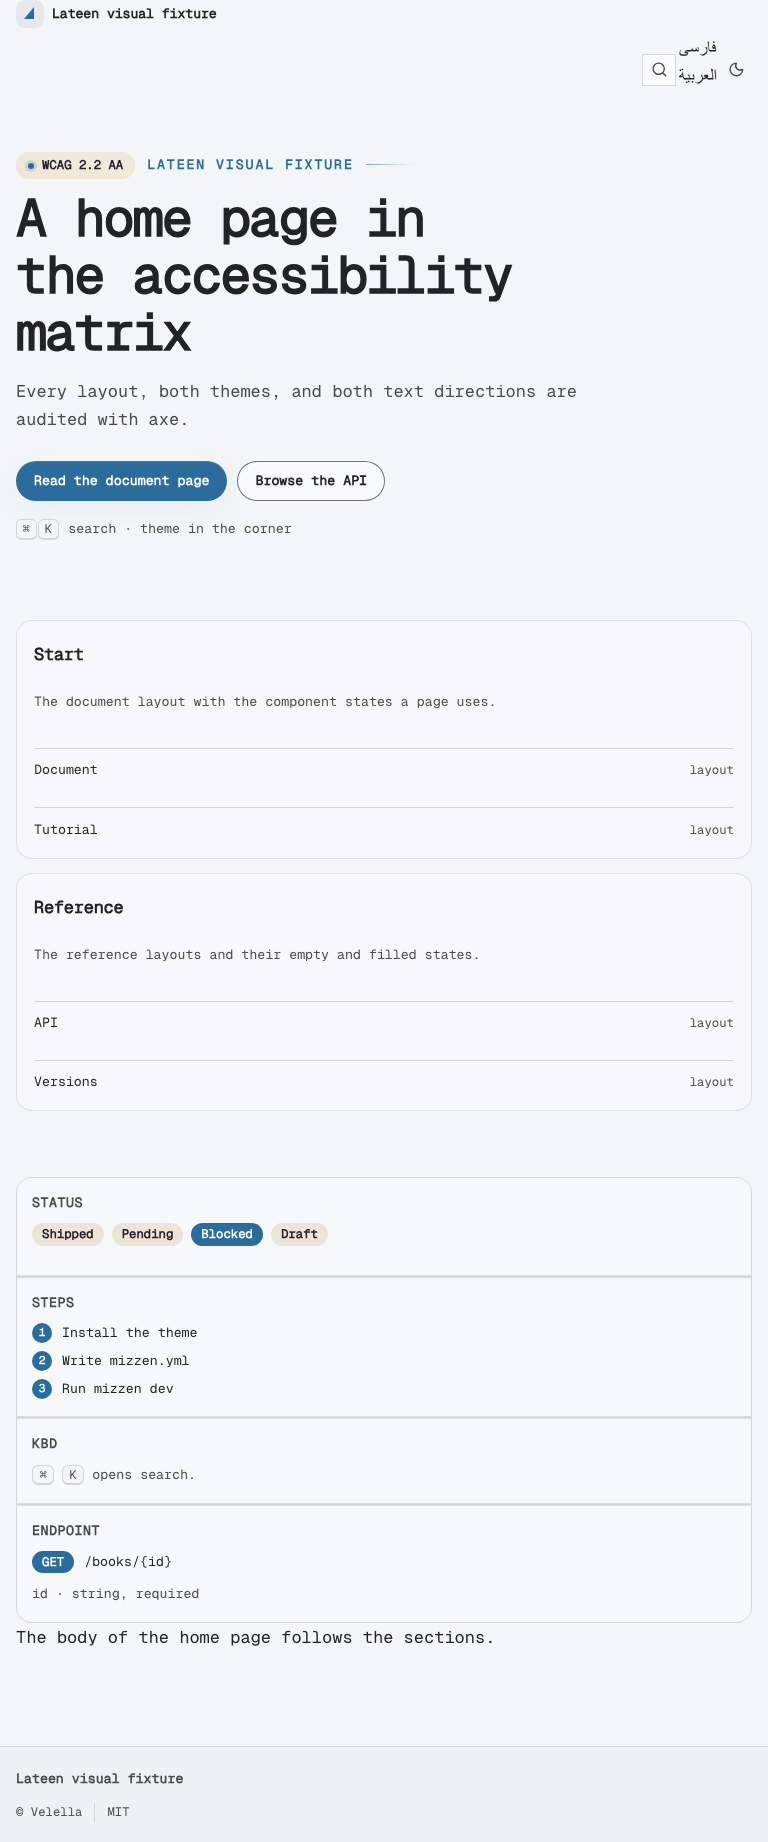 Lateen visual fixture
فارسی
العربية
WCAG 2.2 AA
LATEEN VISUAL FIXTURE
A home page in
the accessibility
matrix
Every layout, both themes, and both text directions are
audited with axe.
Read the document page
Browse the API
⌘ K search · theme in the corner
Start
The document layout with the component states a page uses.
Document layout
Tutorial layout
Reference
The reference layouts and their empty and filled states.
API layout
Versions layout
STATUS
Shipped Pending Blocked Draft
STEPS
1 Install the theme
2 Write mizzen.yml
3 Run mizzen dev
KBD
⌘ K opens search.
ENDPOINT
GET /books/{id}
id · string, required
The body of the home page follows the sections.
Lateen visual fixture
© Velella MIT